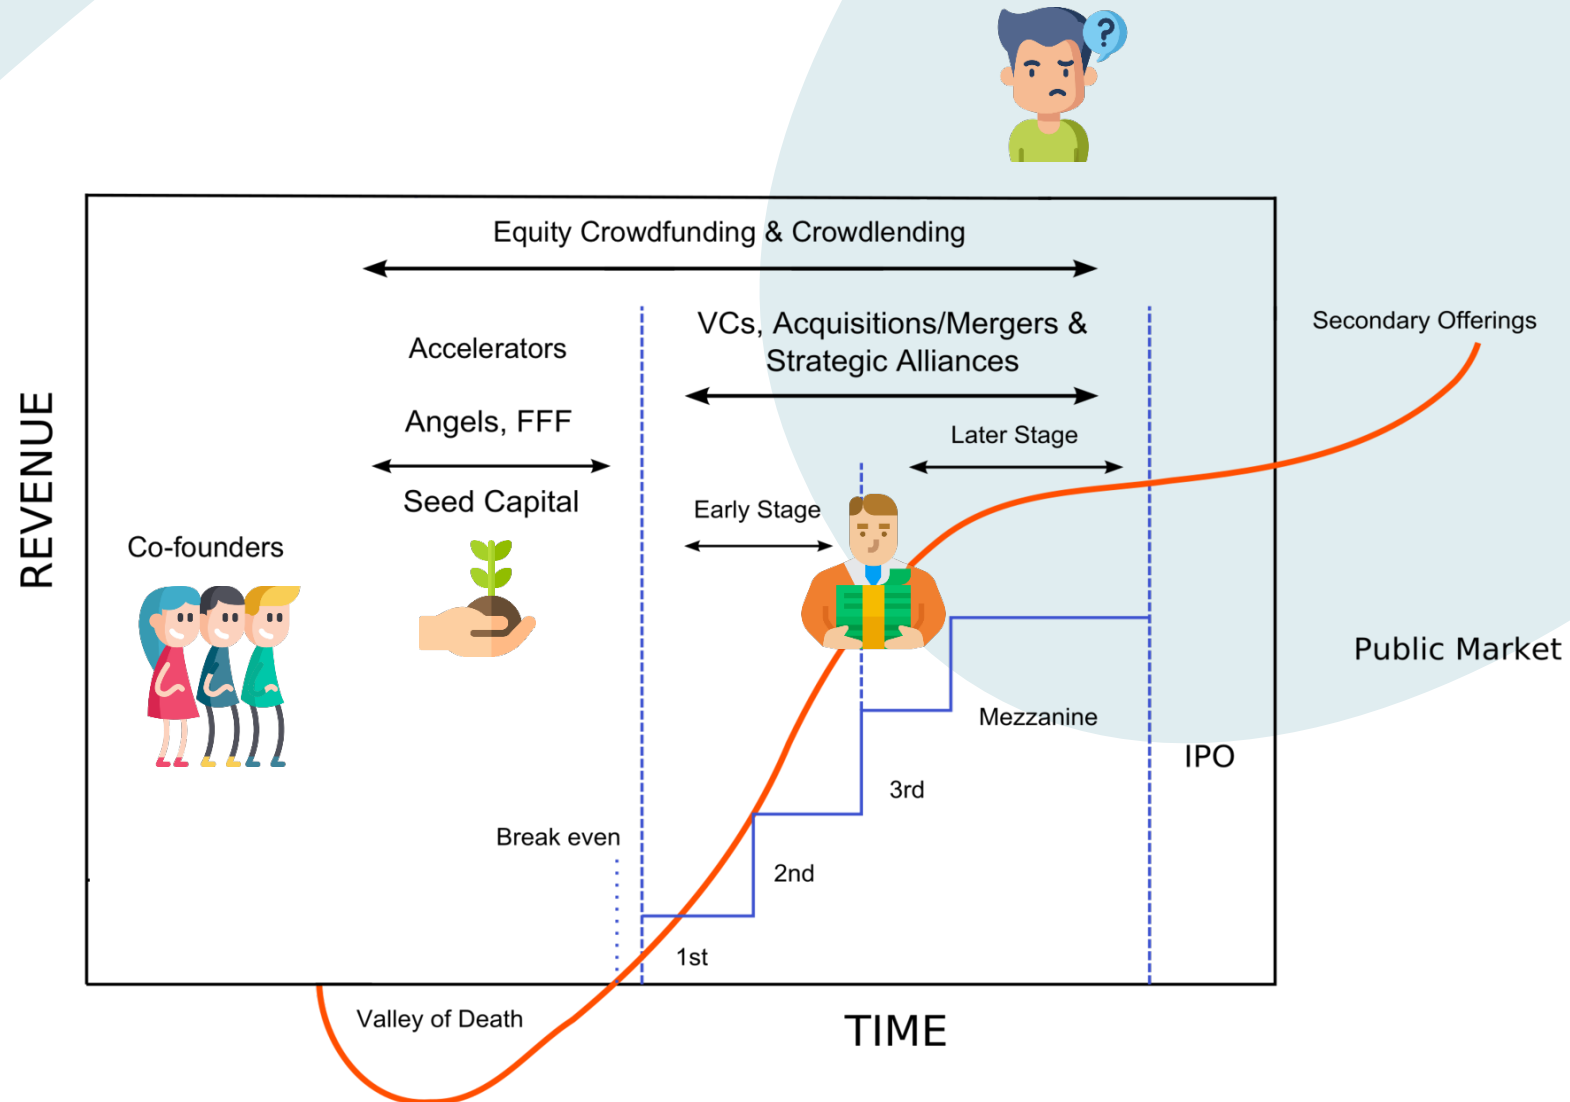 ?
Equity Crowdfunding & Crowdlending
VCs, Acquisitions/Mergers &
Strategic Alliances
Secondary Offerings
Accelerators
Angels, FFF
Later Stage
Seed Capital
Early Stage
REVENUE
Co-founders
Public Market
Mezzanine
IPO
3rd
Break even
2nd
1st
Valley of Death
TIME